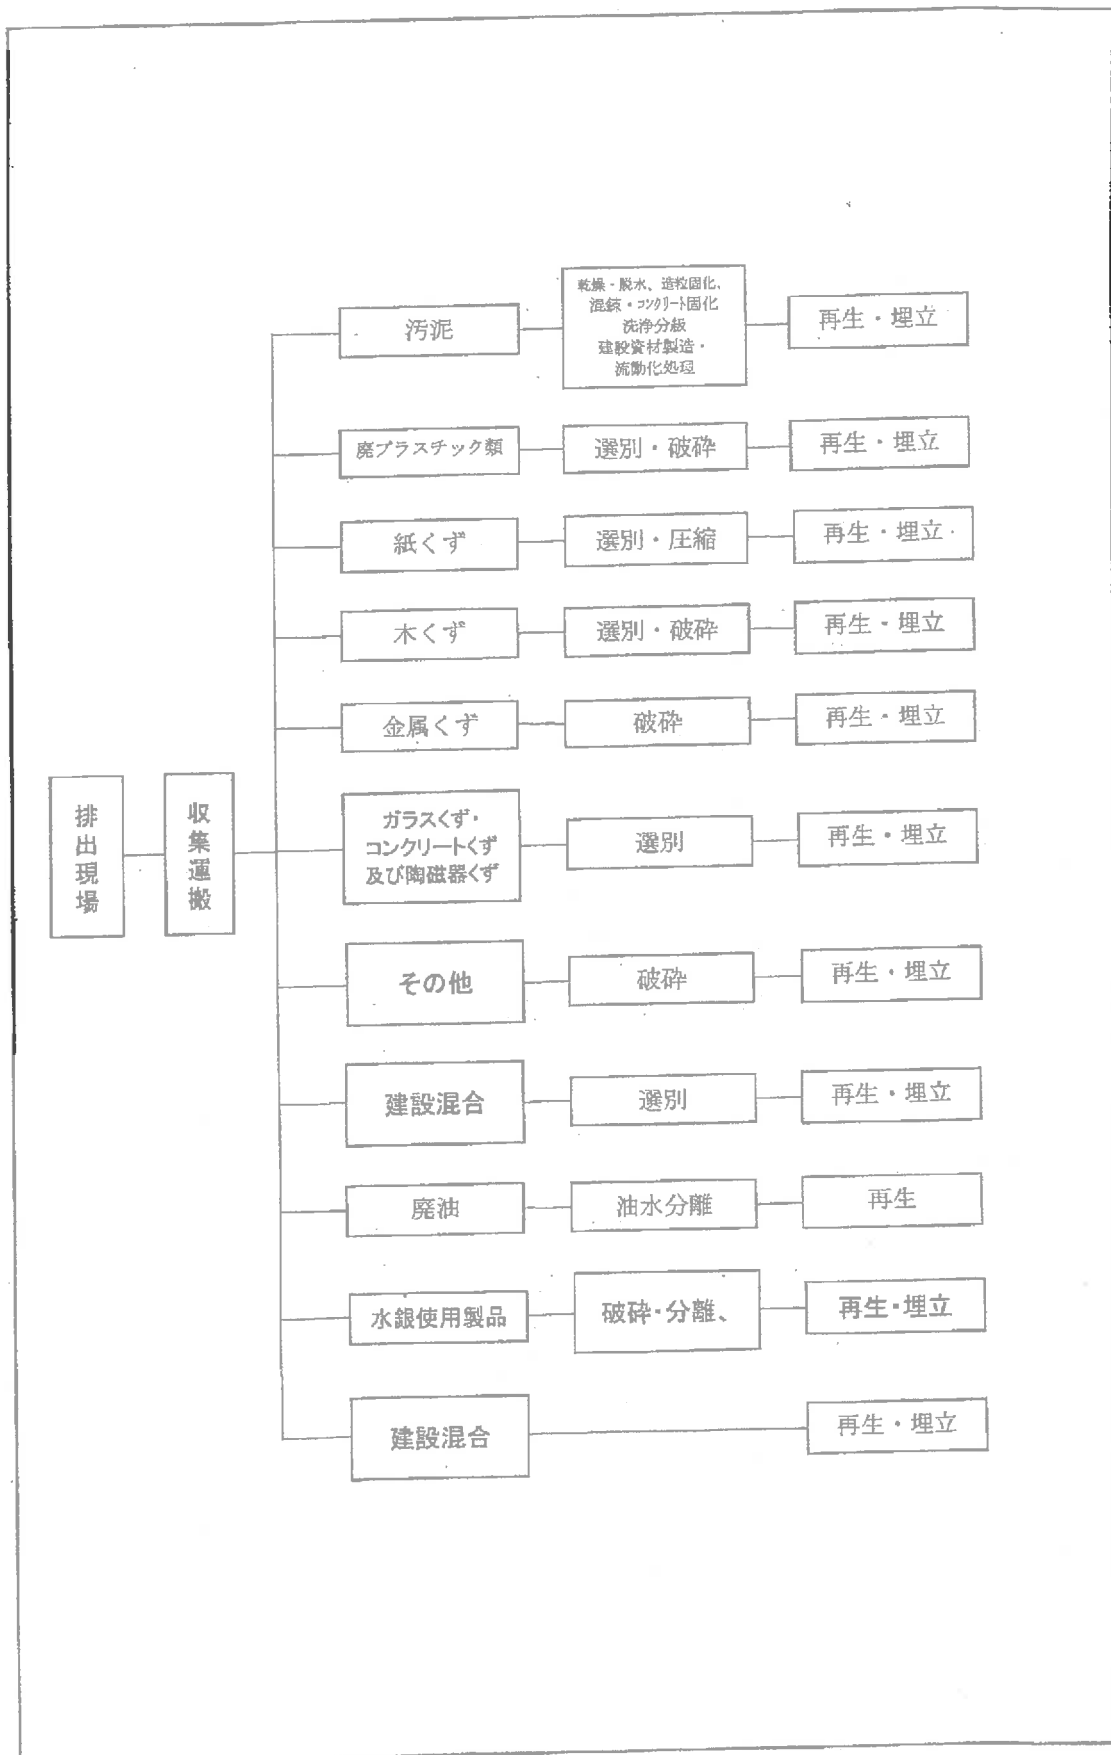 排出現場
収集運搬
汚泥
乾燥・脱水、造粒固化、
混錬・コンクリート固化
洗浄分級
建設資材製造・
流動化処理
再生・埋立
廃プラスチック類
選別・破砕
再生・埋立
紙くず
選別・圧縮
再生・埋立
木くず
選別・破砕
再生・埋立
金属くず
破砕
再生・埋立
ガラスくず・
コンクリートくず
及び陶磁器くず
選別
再生・埋立
その他
破砕
再生・埋立
建設混合
選別
再生・埋立
廃油
油水分離
再生
水銀使用製品
破砕・分離、
再生・埋立
建設混合
再生・埋立